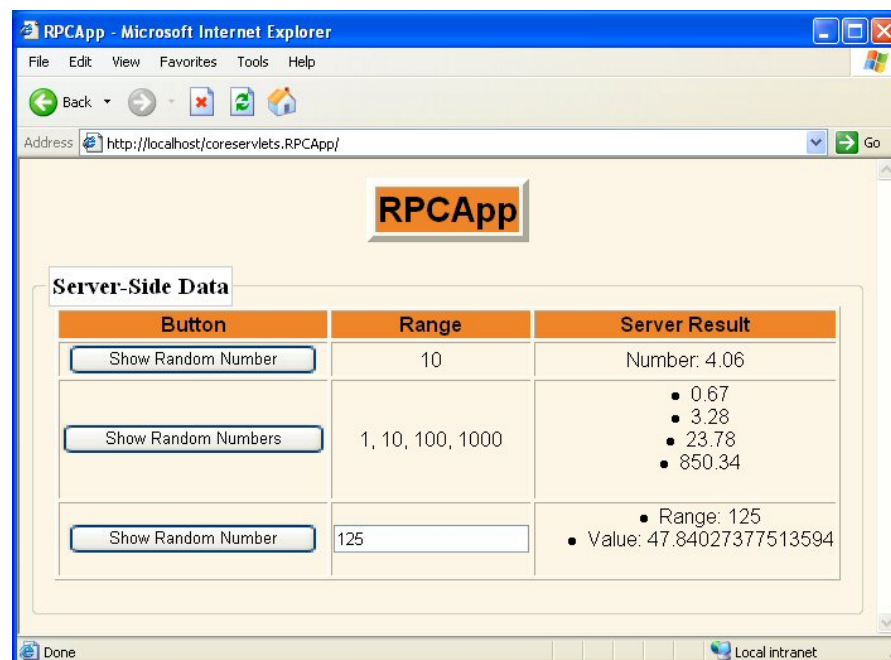 RPCApp - Microsoft Internet Explorer
File Edit View Favorites Tools Help
Back
Address http://localhost/coreservlets.RPCApp/ Go
RPCApp
Server-Side Data
Button Range Server Result
Show Random Number 10 Number: 4.06
Show Random Numbers 1, 10, 100, 1000
• 0.67
• 3.28
• 23.78
• 850.34
Show Random Number 125
• Range: 125
• Value: 47.84027377513594
Done Local intranet